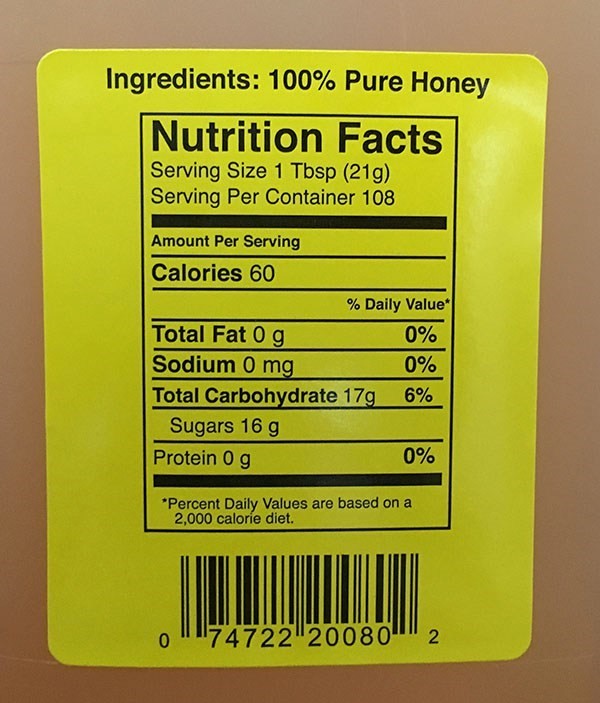 Ingredients: 100% Pure Honey
Nutrition Facts
Serving Size 1 Tbsp (21g)
Serving Per Container 108
Amount Per Serving
Calories 60
% Daily Value*
Total Fat 0 g 0%
Sodium 0 mg 0%
Total Carbohydrate 17g 6%
Sugars 16 g
Protein 0 g 0%
*Percent Daily Values are based on a
2,000 calorie diet.
0 74722 20080 2